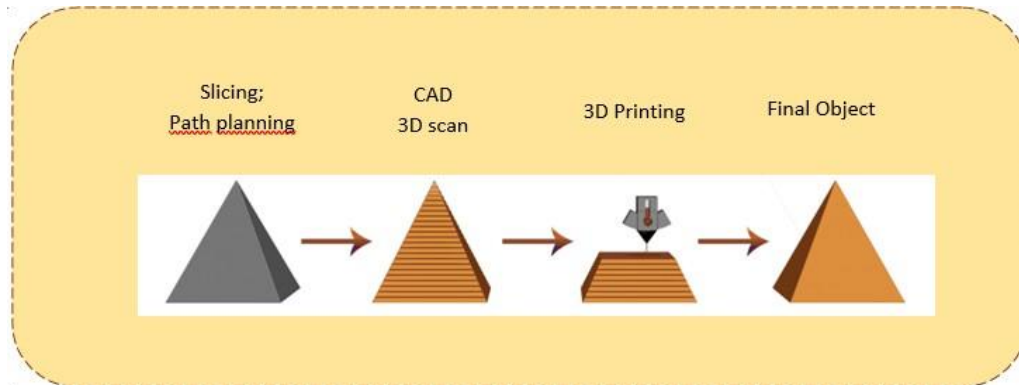 Slicing;
Path planning
CAD
3D scan
3D Printing
Final Object